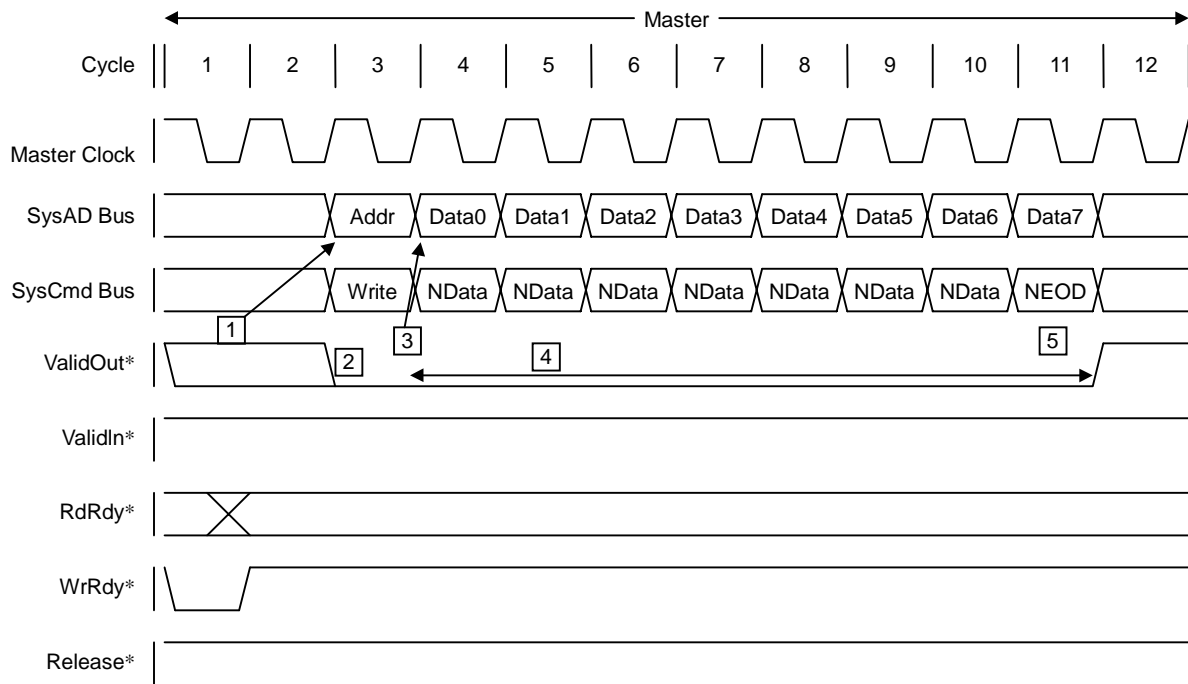 Master
Cycle 1 2 3 4 5 6 7 8 9 10 11 12
Master Clock
SysAD Bus Addr Data0 Data1 Data2 Data3 Data4 Data5 Data6 Data7
SysCmd Bus Write NData NData NData NData NData NData NData NEOD
1 3
ValidOut* 2 4 5
ValidIn*
RdRdy*
WrRdy*
Release*